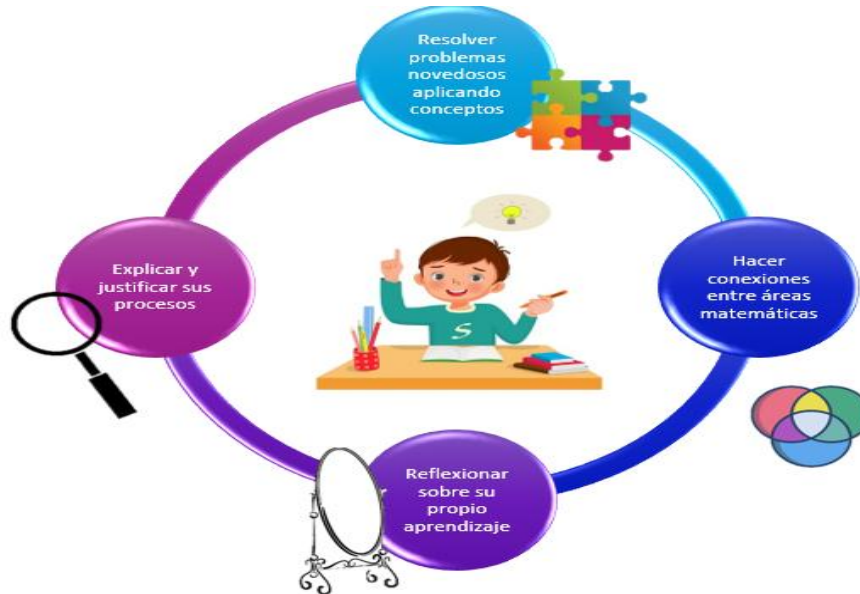 Resolver
problemas
novedosos
aplicando
conceptos
Hacer
conexiones
entre áreas
matemáticas
Reflexionar
sobre su
propio
aprendizaje
Explicar y
justificar sus
procesos
S